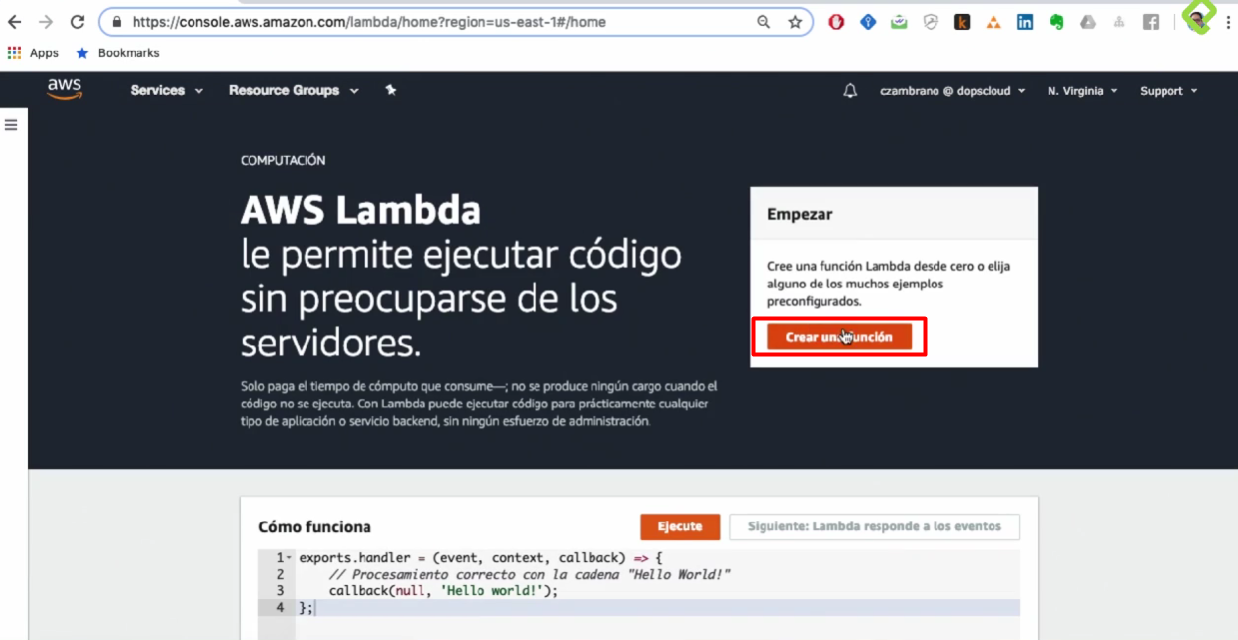 https://console.aws.amazon.com/lambda/home?region=us-east-1#/home
Apps
Bookmarks
aws
Services
Resource Groups
czambrano @ dopscloud
N. Virginia
Support
COMPUTACIÓN
AWS Lambda
le permite ejecutar código
sin preocuparse de los
servidores.
Solo paga el tiempo de cómputo que consume—; no se produce ningún cargo cuando el
código no se ejecuta. Con Lambda puede ejecutar código para prácticamente cualquier
tipo de aplicación o servicio backend, sin ningún esfuerzo de administración.
Empezar
Cree una función Lambda desde cero o elija
alguno de los muchos ejemplos
preconfigurados.
Crear una función
Cómo funciona
Ejecute
Siguiente: Lambda responde a los eventos
1 exports.handler = (event, context, callback) => {
2 // Procesamiento correcto con la cadena "Hello World!"
3 callback(null, 'Hello world!');
4 };